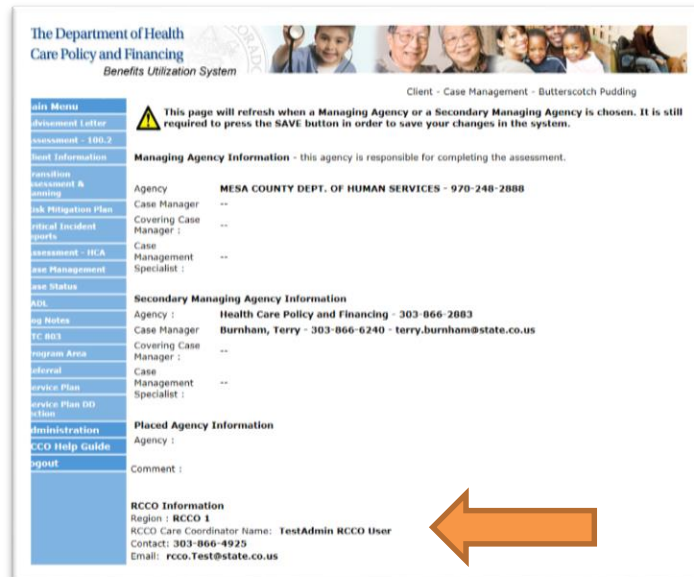 The Department of Health
Care Policy and Financing
Benefits Utilization System
Client - Case Management - Butterscotch Pudding
ain Menu
dvisement Letter
ssessment - 100.2
lient Information
ransition
ssessment &
anning
isk Mitigation Plan
ritical Incident
eports
ssessment - HCA
ase Management
ase Status
ADL
og Notes
TC 803
rogram Area
eferral
ervice Plan
ervice Plan DD
ection
dministration
CCO Help Guide
ogout
This page will refresh when a Managing Agency or a Secondary Managing Agency is chosen. It is still
required to press the SAVE button in order to save your changes in the system.
Managing Agency Information - this agency is responsible for completing the assessment.
Agency MESA COUNTY DEPT. OF HUMAN SERVICES - 970-248-2888
Case Manager --
Covering Case
Manager : --
Case
Management --
Specialist :
Secondary Managing Agency Information
Agency : Health Care Policy and Financing - 303-866-2883
Case Manager Burnham, Terry - 303-866-6240 - terry.burnham@state.co.us
Covering Case
Manager : --
Case
Management --
Specialist :
Placed Agency Information
Agency :
Comment :
RCCO Information
Region : RCCO 1
RCCO Care Coordinator Name: TestAdmin RCCO User
Contact: 303-866-4925
Email: rcco.Test@state.co.us